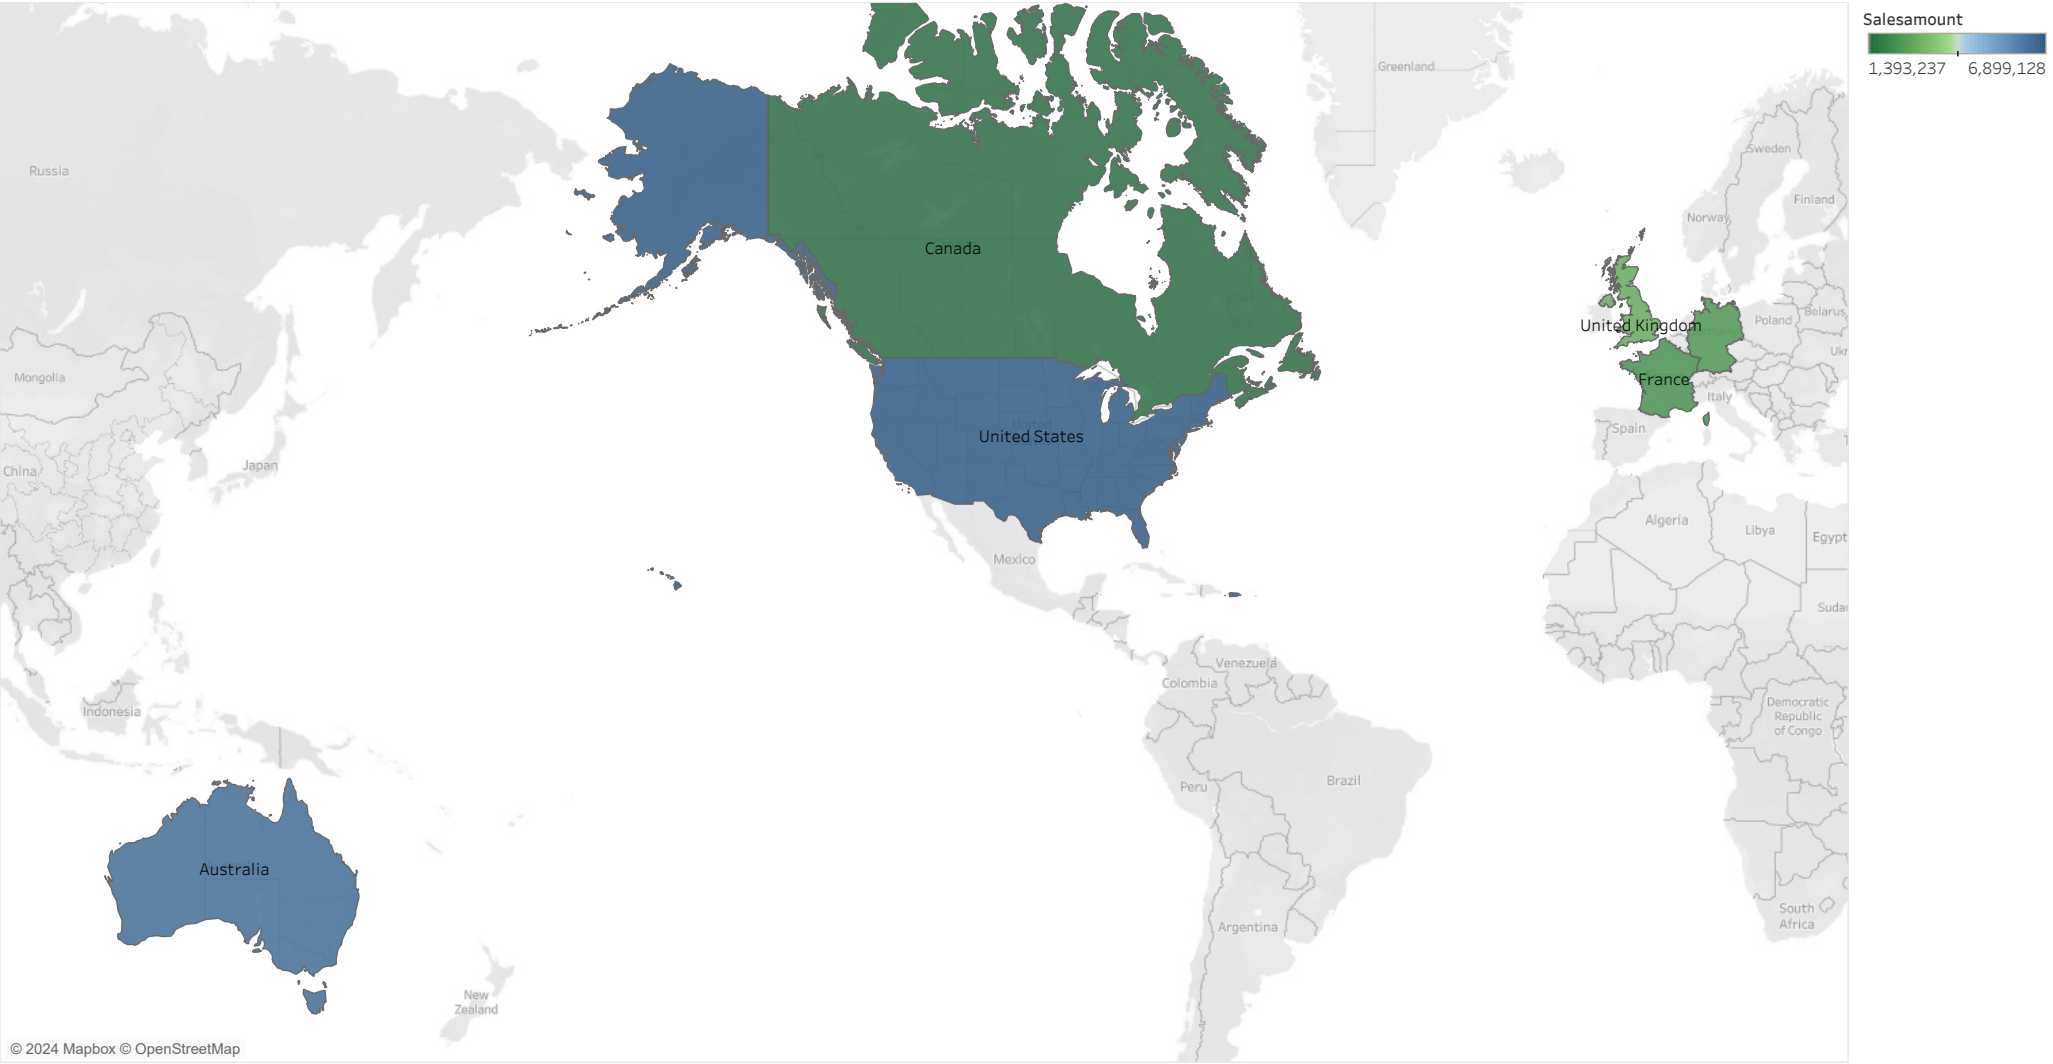 Salesamount
1,393,237 6,899,128
Greenland
Russia
Sweden
Finland
Norway
Canada
United Kingdom
Poland
Belarus
Ukr
Mongolia
France
Italy
Spain
United States
China
Japan
Algeria
Libya
Egypt
Mexico
Suda
Venezuela
Colombia
Indonesia
Democratic
Republic
of Congo
Brazil
Peru
Australia
South
Africa
Argentina
New
Zealand
© 2024 Mapbox © OpenStreetMap